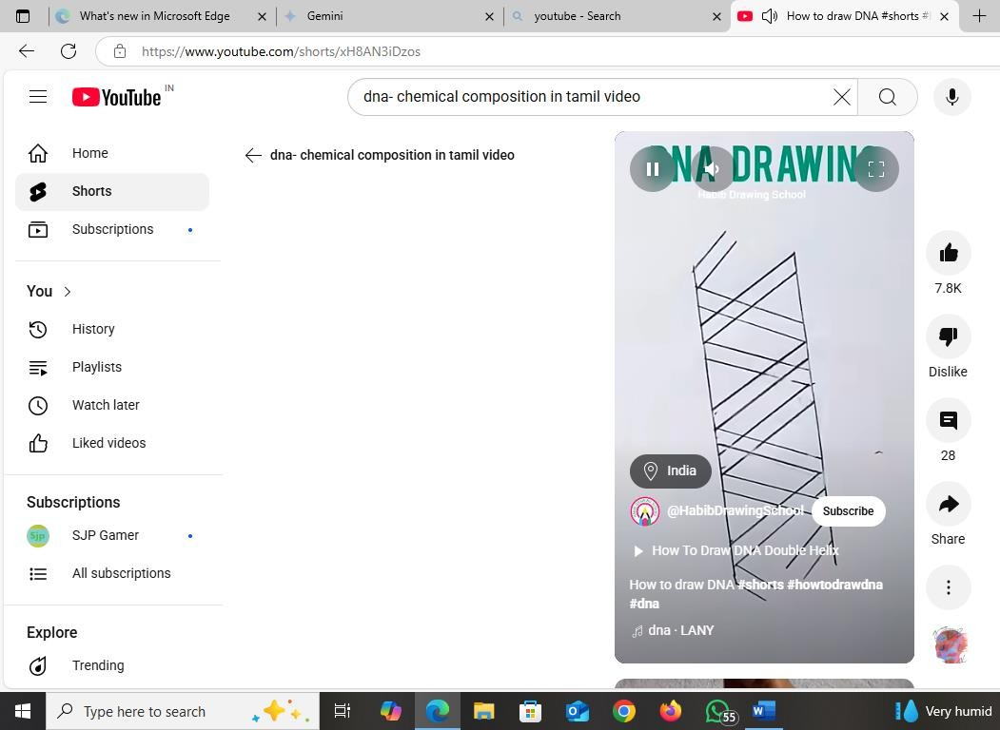 What's new in Microsoft Edge
Gemini
youtube - Search
How to draw DNA #shorts #
https://www.youtube.com/shorts/xH8AN3iDzos
YouTube IN
dna- chemical composition in tamil video
Home
Shorts
Subscriptions
You
History
Playlists
Watch later
Liked videos
Subscriptions
SJP Gamer
All subscriptions
Explore
Trending
dna- chemical composition in tamil video
DNA DRAWING
Habib Drawing School
India
@HabibDrawingSchool
Subscribe
How To Draw DNA Double Helix
How to draw DNA #shorts #howtodrawdna
#dna
dna · LANY
7.8K
Dislike
28
Share
Type here to search
55
Very humid